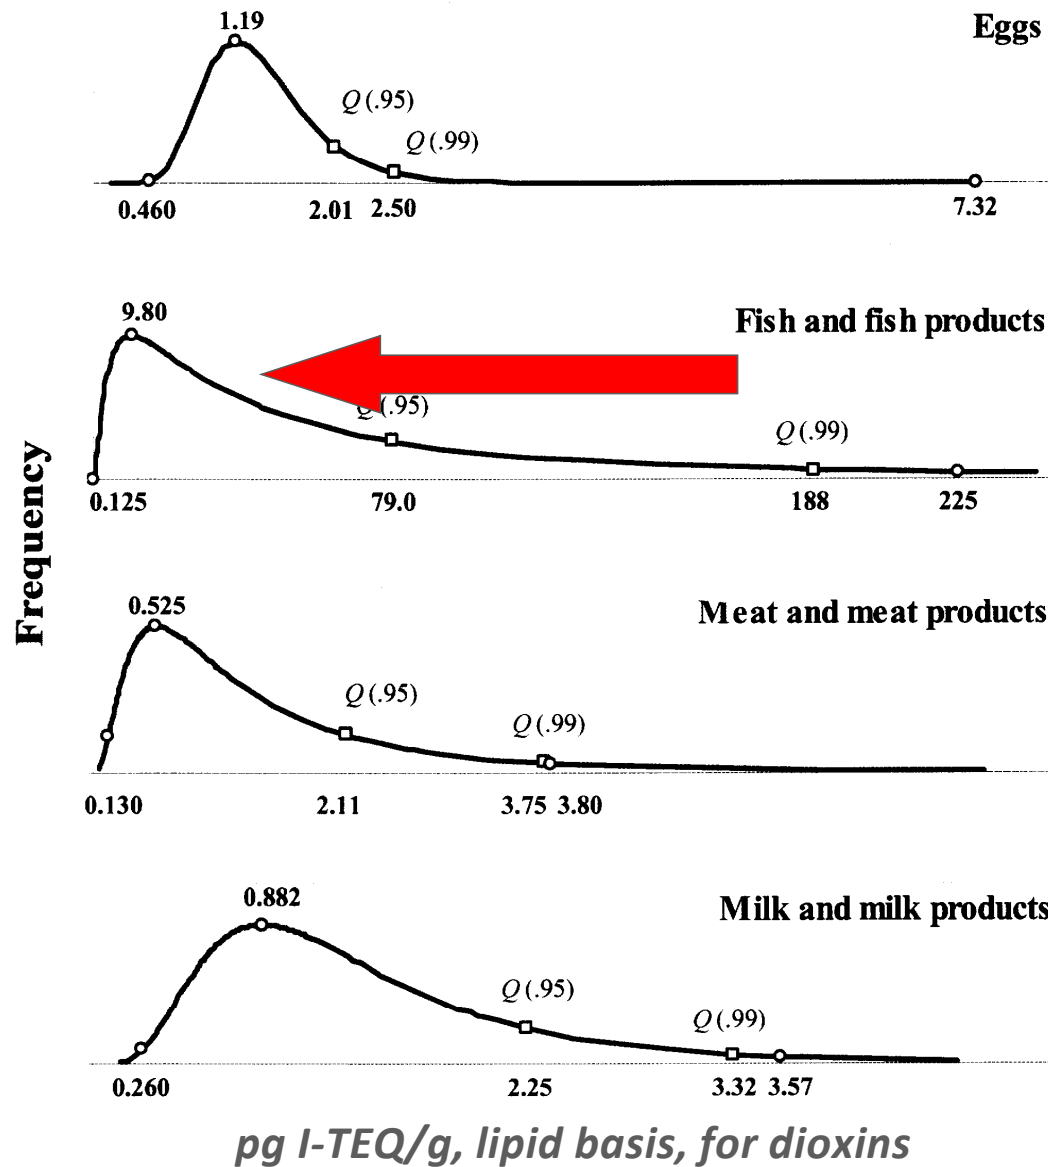 1.19
Eggs
Q(.95)
Q(.99)
0.460 2.01 2.50 7.32
9.80
Fish and fish products
Q(.95)
Q(.99)
0.125 79.0 188 225
Frequency
0.525
Meat and meat products
Q(.95)
Q(.99)
0.130 2.11 3.75 3.80
0.882
Milk and milk products
Q(.95)
Q(.99)
0.260 2.25 3.32 3.57
pg I-TEQ/g, lipid basis, for dioxins